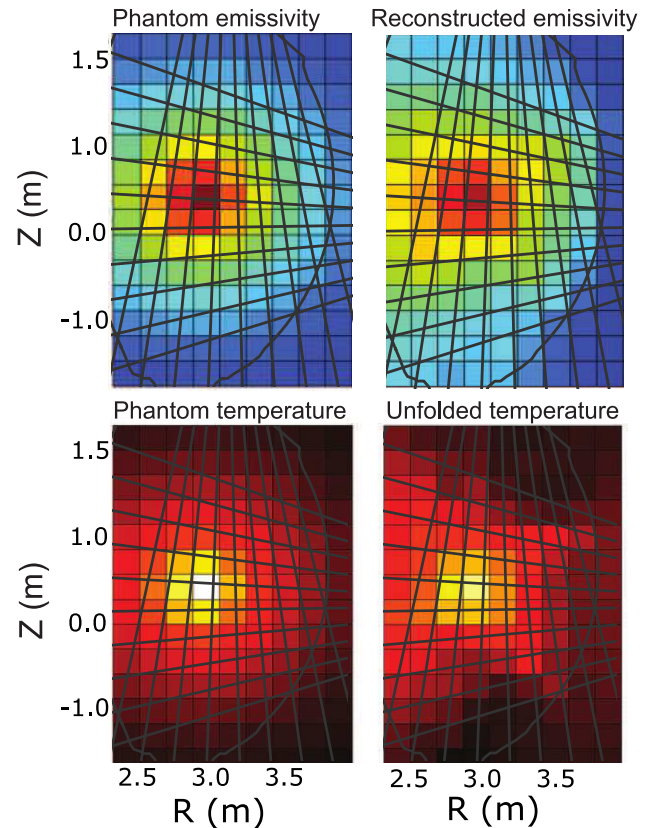 Phantom emissivity Reconstructed emissivity
1.5
1.0
Z (m)
0.0
-1.0
Phantom temperature Unfolded temperature
1.5
1.0
Z (m)
0.0
-1.0
2.5 3.0 3.5 2.5 3.0 3.5
R (m) R (m)